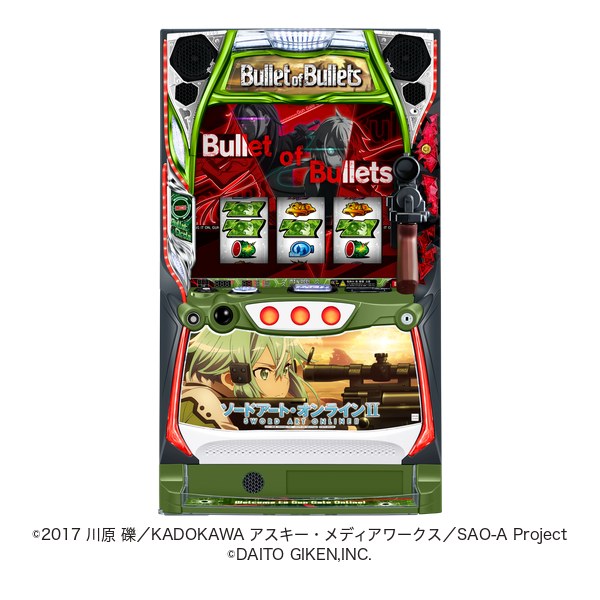 Bullet of Bullets
Bullet of Bullets
ソードアート・オンラインII
SWORD ART ONLINE II
Welcome to Gun Gale Online!
©2017 川原 礫／KADOKAWA アスキー・メディアワークス／SAO-A Project
©DAITO GIKEN,INC.